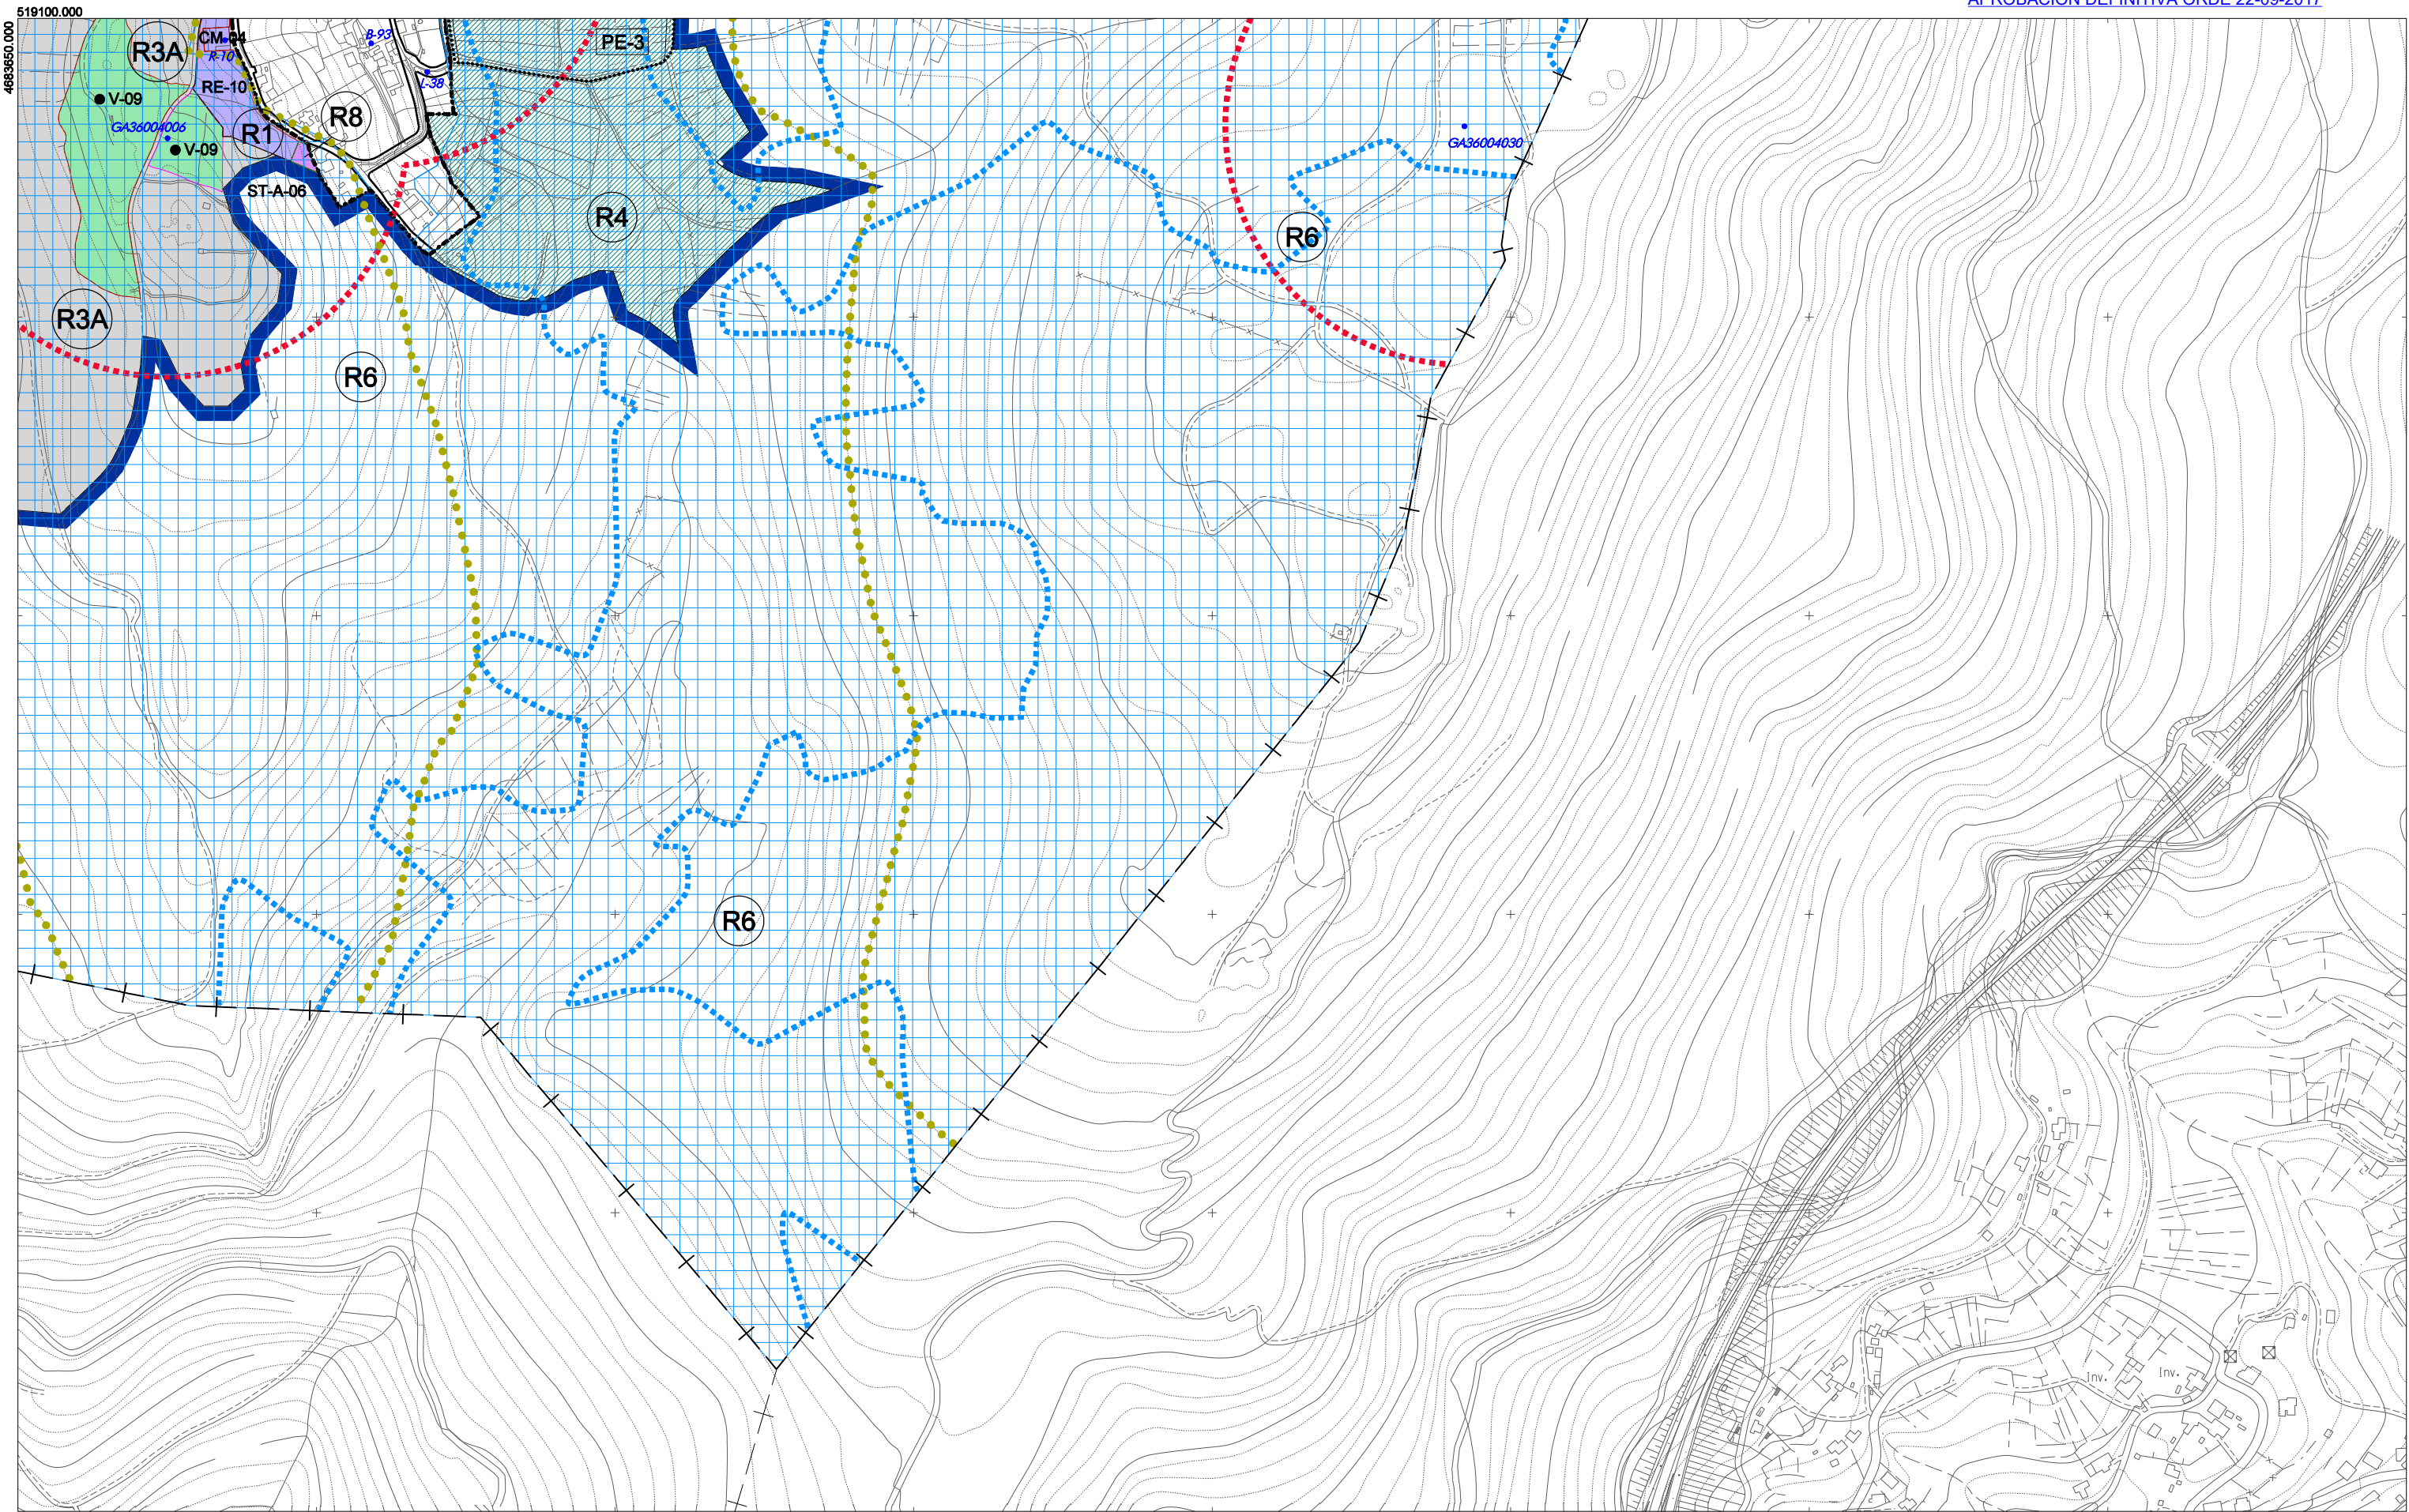 519100.000
4683650.000
APROBACIÓN DEFINITIVA ORDE 22-09-2017
R3A
CM-04
R-10
B-93
PE-3
RE-10
L-38
V-09
R8
GA36004006
R1
V-09
GA36004030
ST-A-06
R4
R6
R3A
R6
R6
Inv.
Inv.